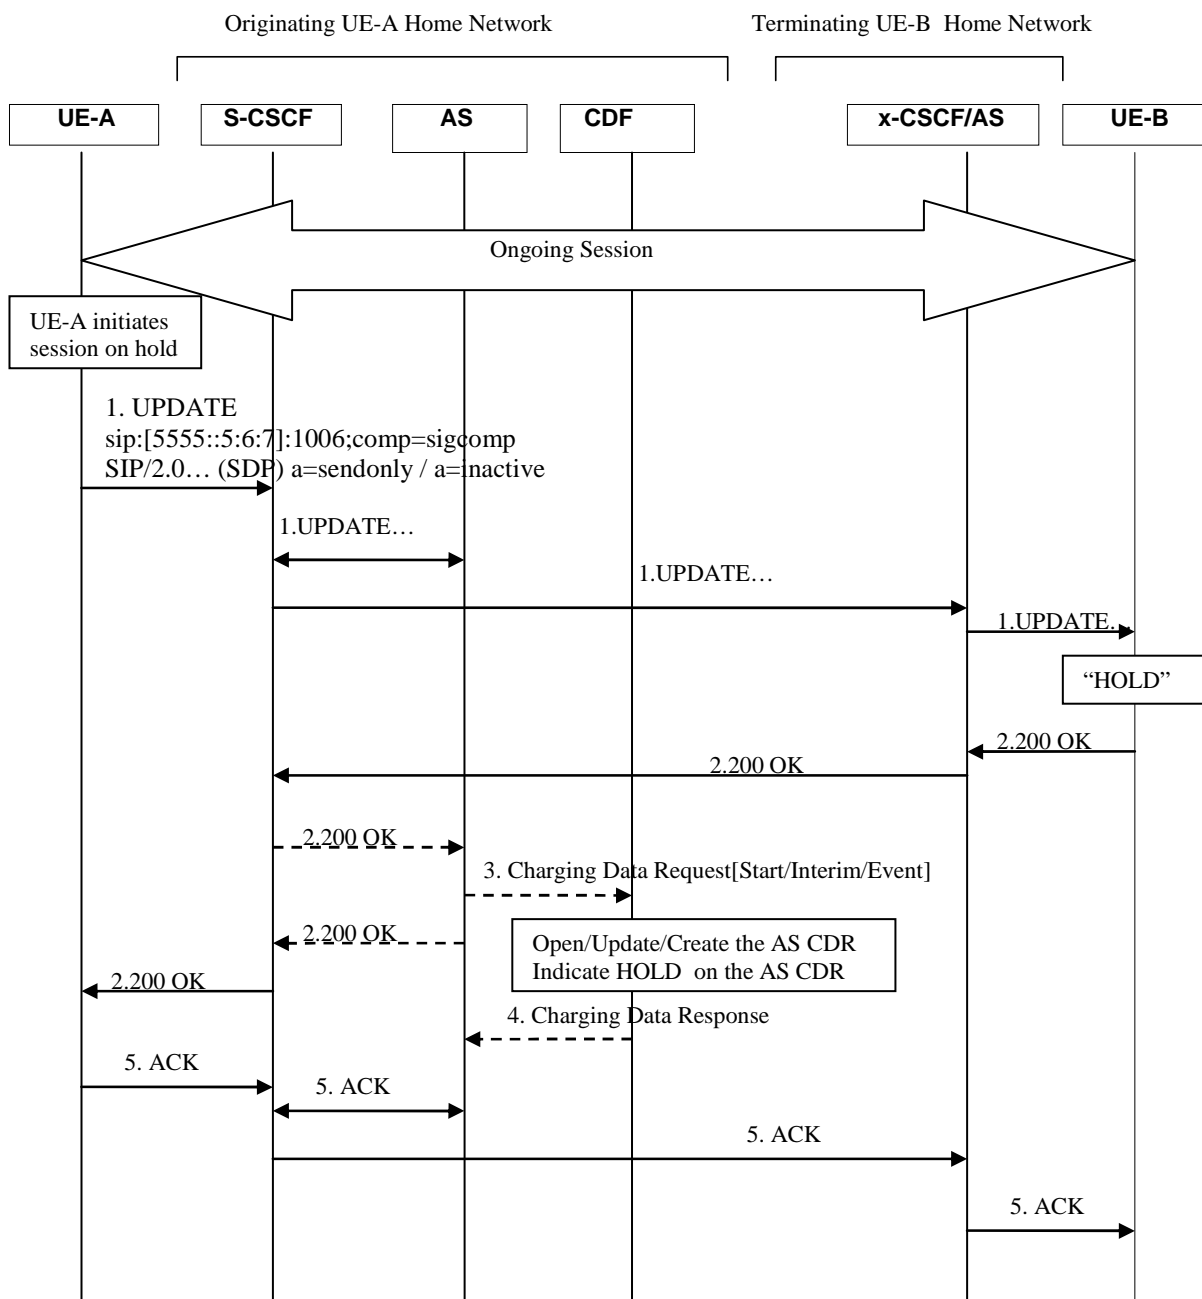 Originating UE-A Home Network
Terminating UE-B Home Network
UE-A
S-CSCF
AS
CDF
x-CSCF/AS
UE-B
Ongoing Session
UE-A initiates
session on hold
1. UPDATE
sip:[5555::5:6:7]:1006;comp=sigcomp
SIP/2.0… (SDP) a=sendonly / a=inactive
1.UPDATE…
1.UPDATE…
1.UPDATE…
“HOLD”
2.200 OK
2.200 OK
2.200 OK
3. Charging Data Request[Start/Interim/Event]
2.200 OK
Open/Update/Create the AS CDR
Indicate HOLD on the AS CDR
2.200 OK
4. Charging Data Response
5. ACK
5. ACK
5. ACK
5. ACK